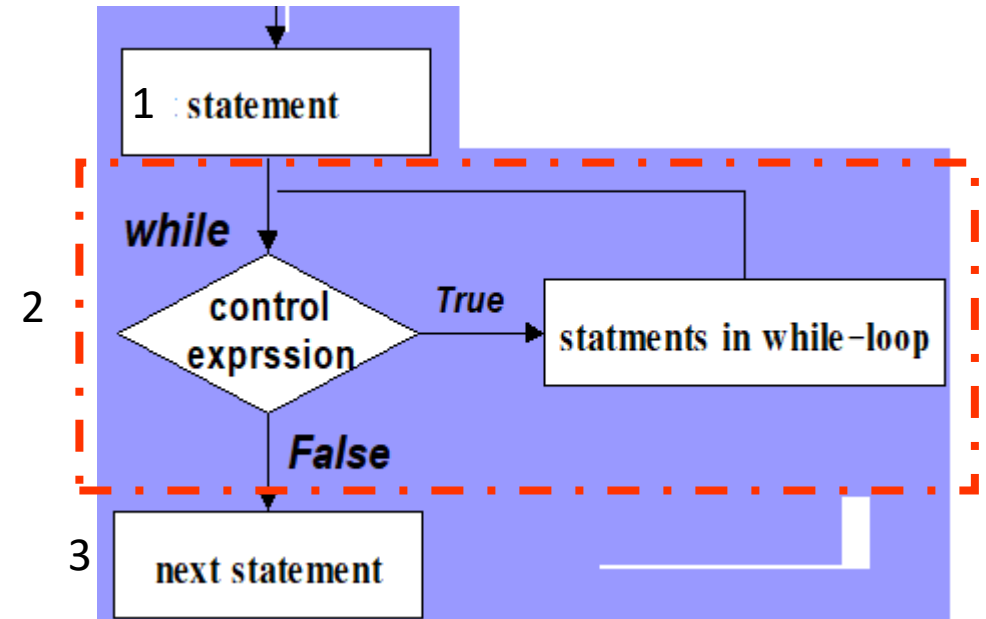 1 statement
while
2
control
exprssion
True
statments in while-loop
False
3
next statement